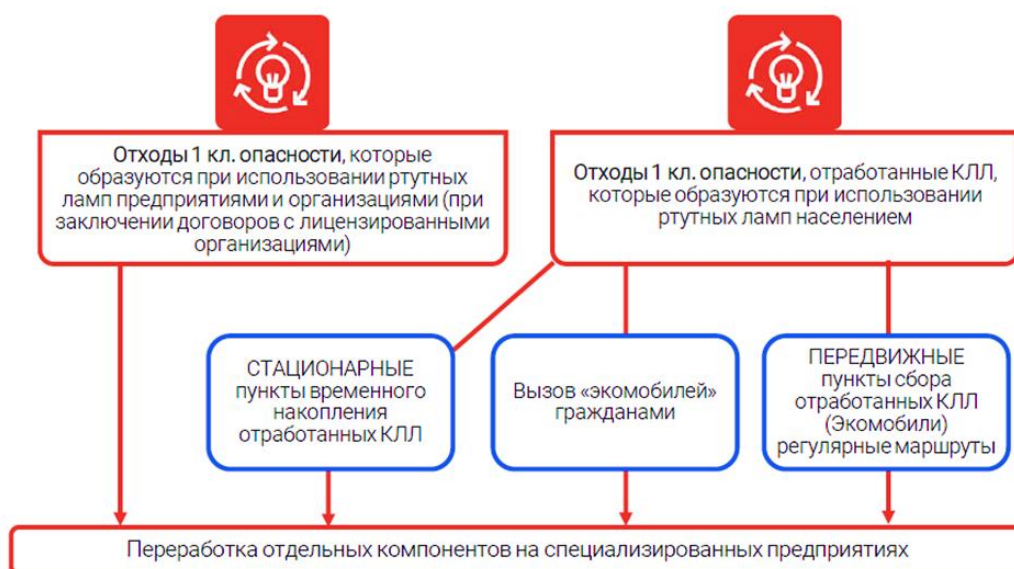 Отходы 1 кл. опасности, которые
образуются при использовании ртутных
ламп предприятиями и организациями (при
заключении договоров с лицензированными
организациями)
Отходы 1 кл. опасности, отработанные КЛЛ,
которые образуются при использовании
ртутных ламп населением
СТАЦИОНАРНЫЕ
пункты временного
накопления
отработанных КЛЛ
Вызов «экомобилей»
гражданами
ПЕРЕДВИЖНЫЕ
пункты сбора
отработанных КЛЛ
(Экомобили)
регулярные маршруты
Переработка отдельных компонентов на специализированных предприятиях